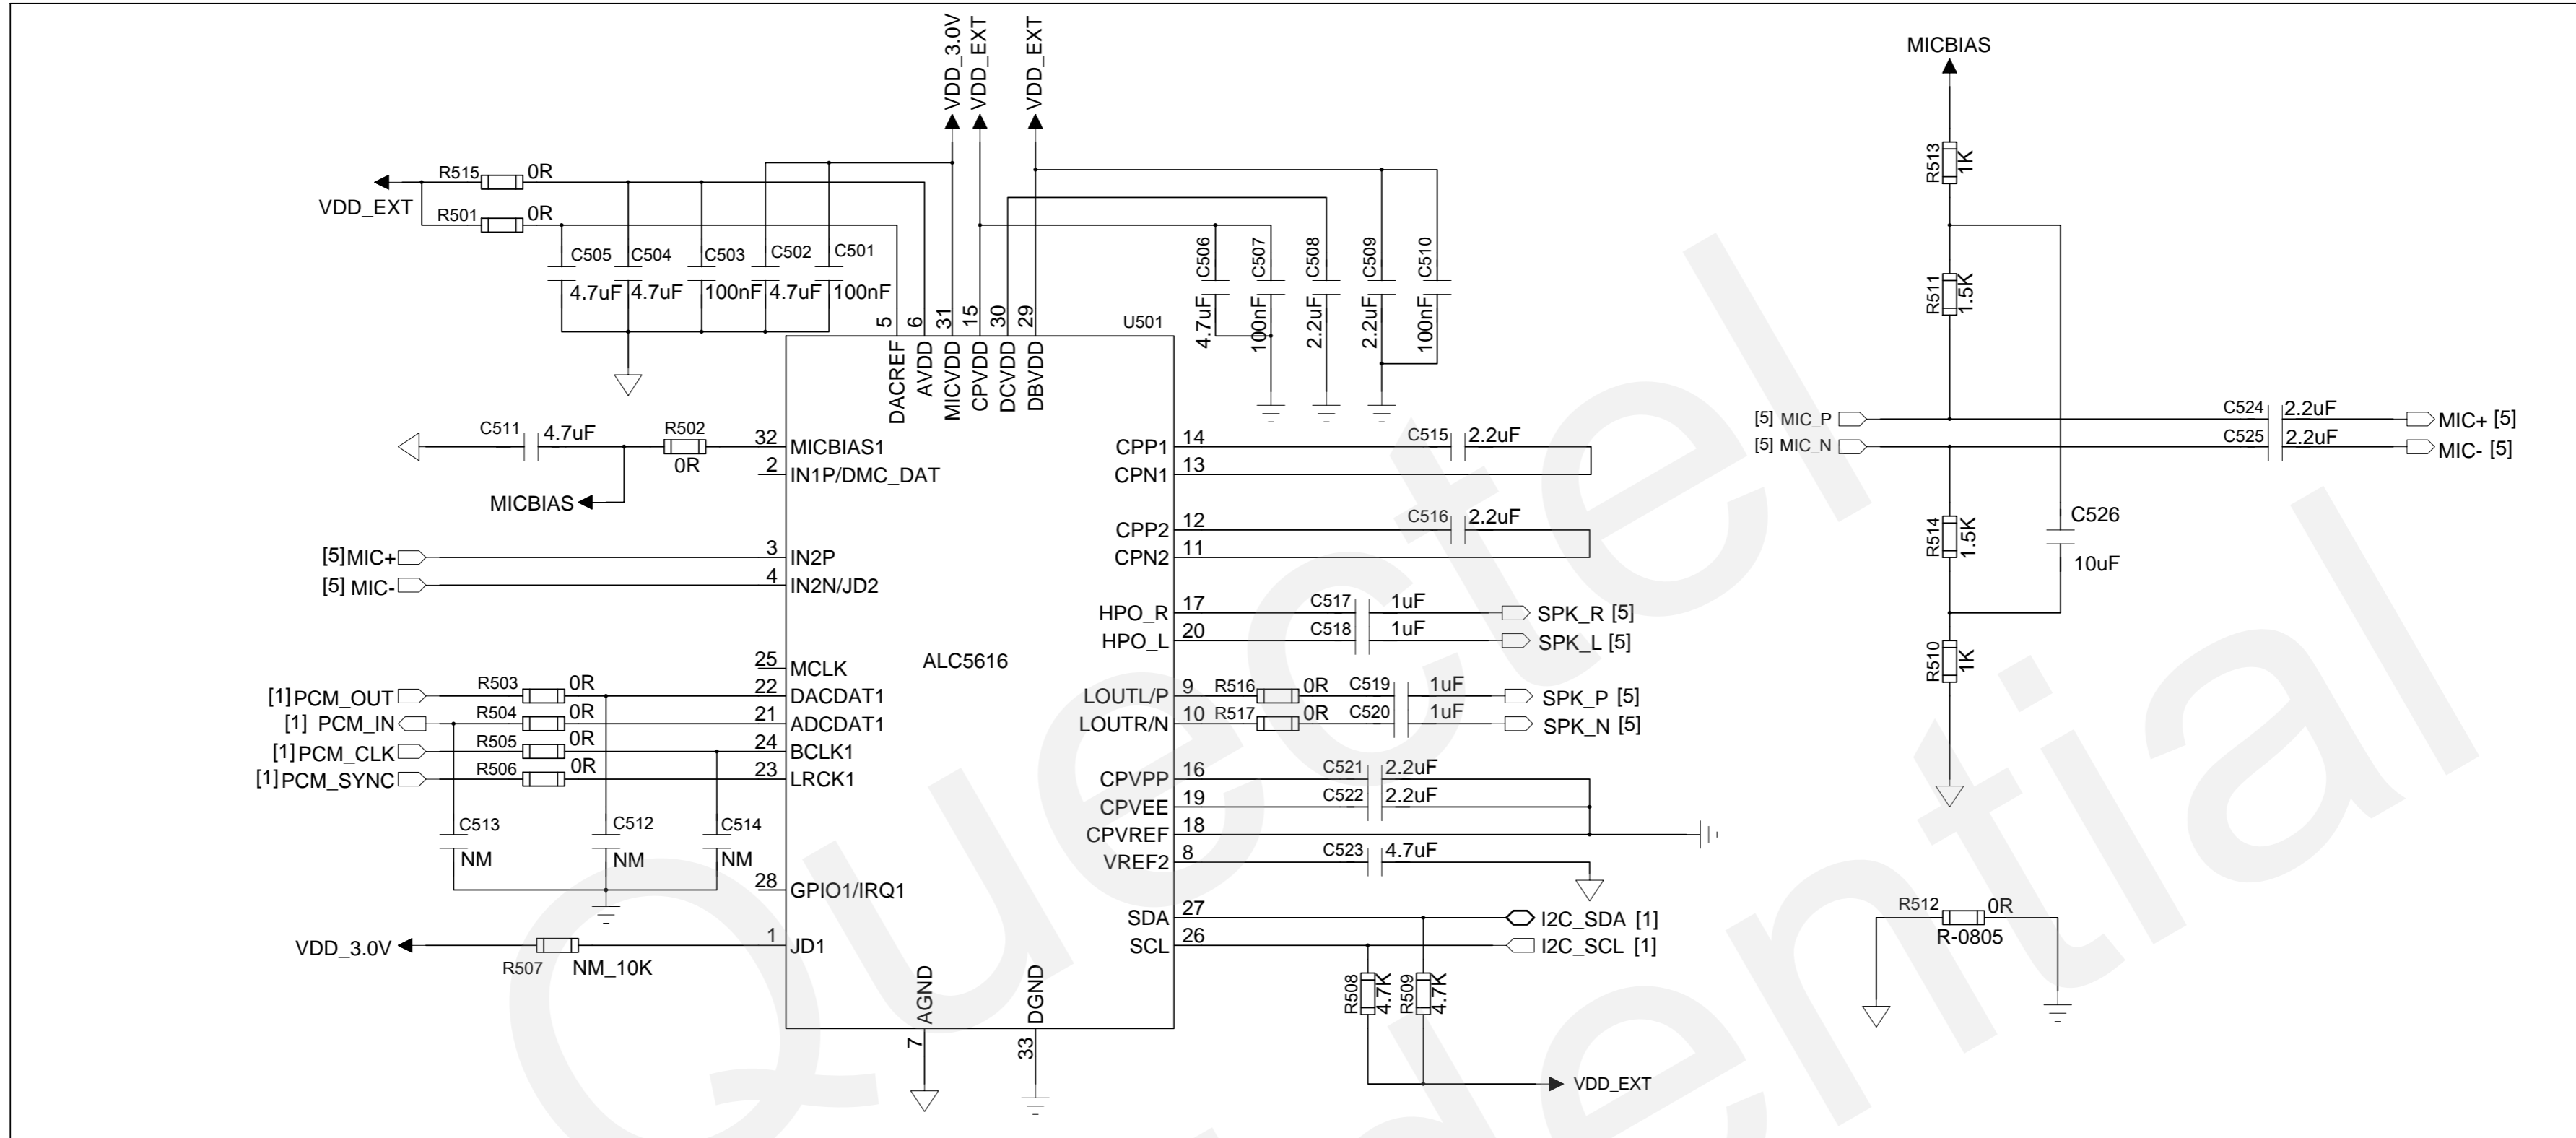 VDD_3.0V
VDD_EXT
VDD_EXT
MICBIAS
R515 0R
VDD_EXT
R501 0R
C505 4.7uF
C504 4.7uF
C503 100nF
C502 4.7uF
C501 100nF
C506 4.7uF
C507 100nF
C508 2.2uF
C509 2.2uF
C510 100nF
R513 1K
R511 1.5K
5 DACREF
6 AVDD
31 MICVDD
15 CPVDD
30 DCVDD
29 DBVDD
U501
C511 4.7uF R502 0R 32 MICBIAS1
2 IN1P/DMC_DAT
MICBIAS
[5]MIC+ 3 IN2P
[5] MIC- 4 IN2N/JD2
25 MCLK
[1]PCM_OUT R503 0R 22 DACDAT1
[1] PCM_IN R504 0R 21 ADCDAT1
[1]PCM_CLK R505 0R 24 BCLK1
[1]PCM_SYNC R506 0R 23 LRCK1
C513 NM
C512 NM
C514 NM
28 GPIO1/IRQ1
VDD_3.0V R507 NM_10K 1 JD1
ALC5616
7 AGND
33 DGND
CPP1 14 C515 2.2uF
CPN1 13
CPP2 12 C516 2.2uF
CPN2 11
HPO_R 17 C517 1uF SPK_R [5]
HPO_L 20 C518 1uF SPK_L [5]
LOUTL/P 9 R516 0R C519 1uF SPK_P [5]
LOUTR/N 10 R517 0R C520 1uF SPK_N [5]
CPVPP 16 C521 2.2uF
CPVEE 19 C522 2.2uF
CPVREF 18
VREF2 8 C523 4.7uF
SDA 27 I2C_SDA [1]
SCL 26 I2C_SCL [1]
R508 4.7K
R509 4.7K
VDD_EXT
[5] MIC_P C524 2.2uF MIC+ [5]
[5] MIC_N C525 2.2uF MIC- [5]
R514 1.5K
C526 10uF
R510 1K
R512 0R
R-0805
Quectel
dential